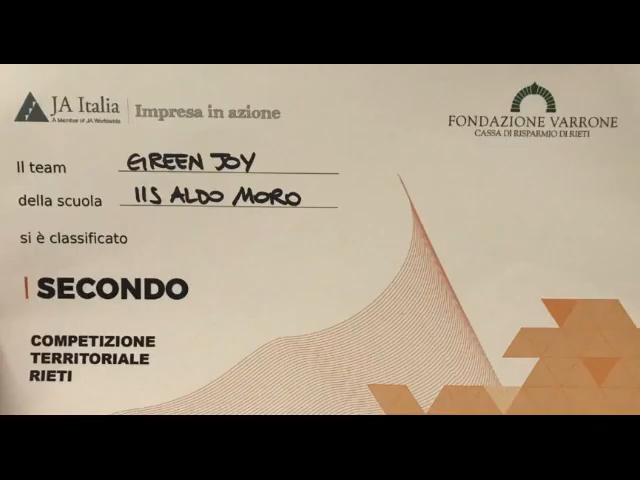 JA Italia
A Member of JA Worldwide
Impresa in azione
FONDAZIONE VARRONE
CASSA DI RISPARMIO DI RIETI
Il team GREEN JOY
della scuola IIS ALDO MORO
si è classificato
SECONDO
COMPETIZIONE
TERRITORIALE
RIETI